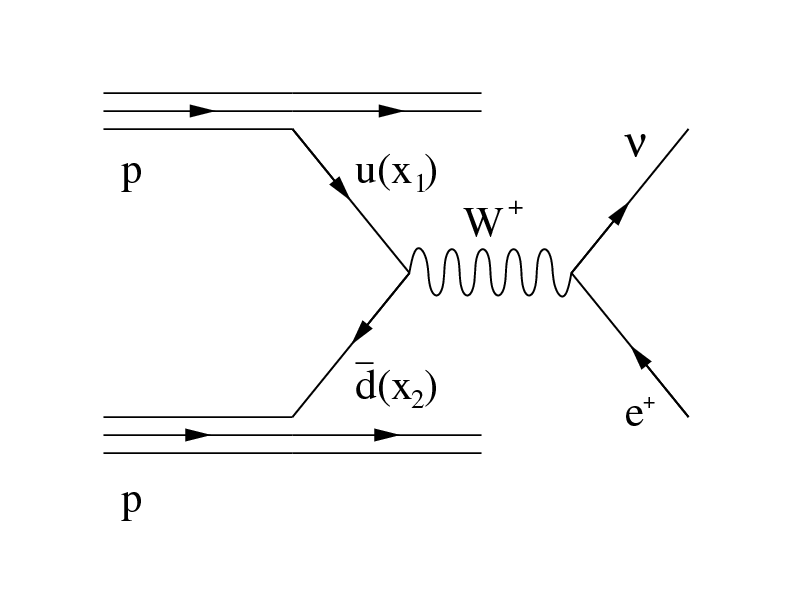 p
u(x₁)
ν
W⁺
d̅(x₂)
e⁺
p